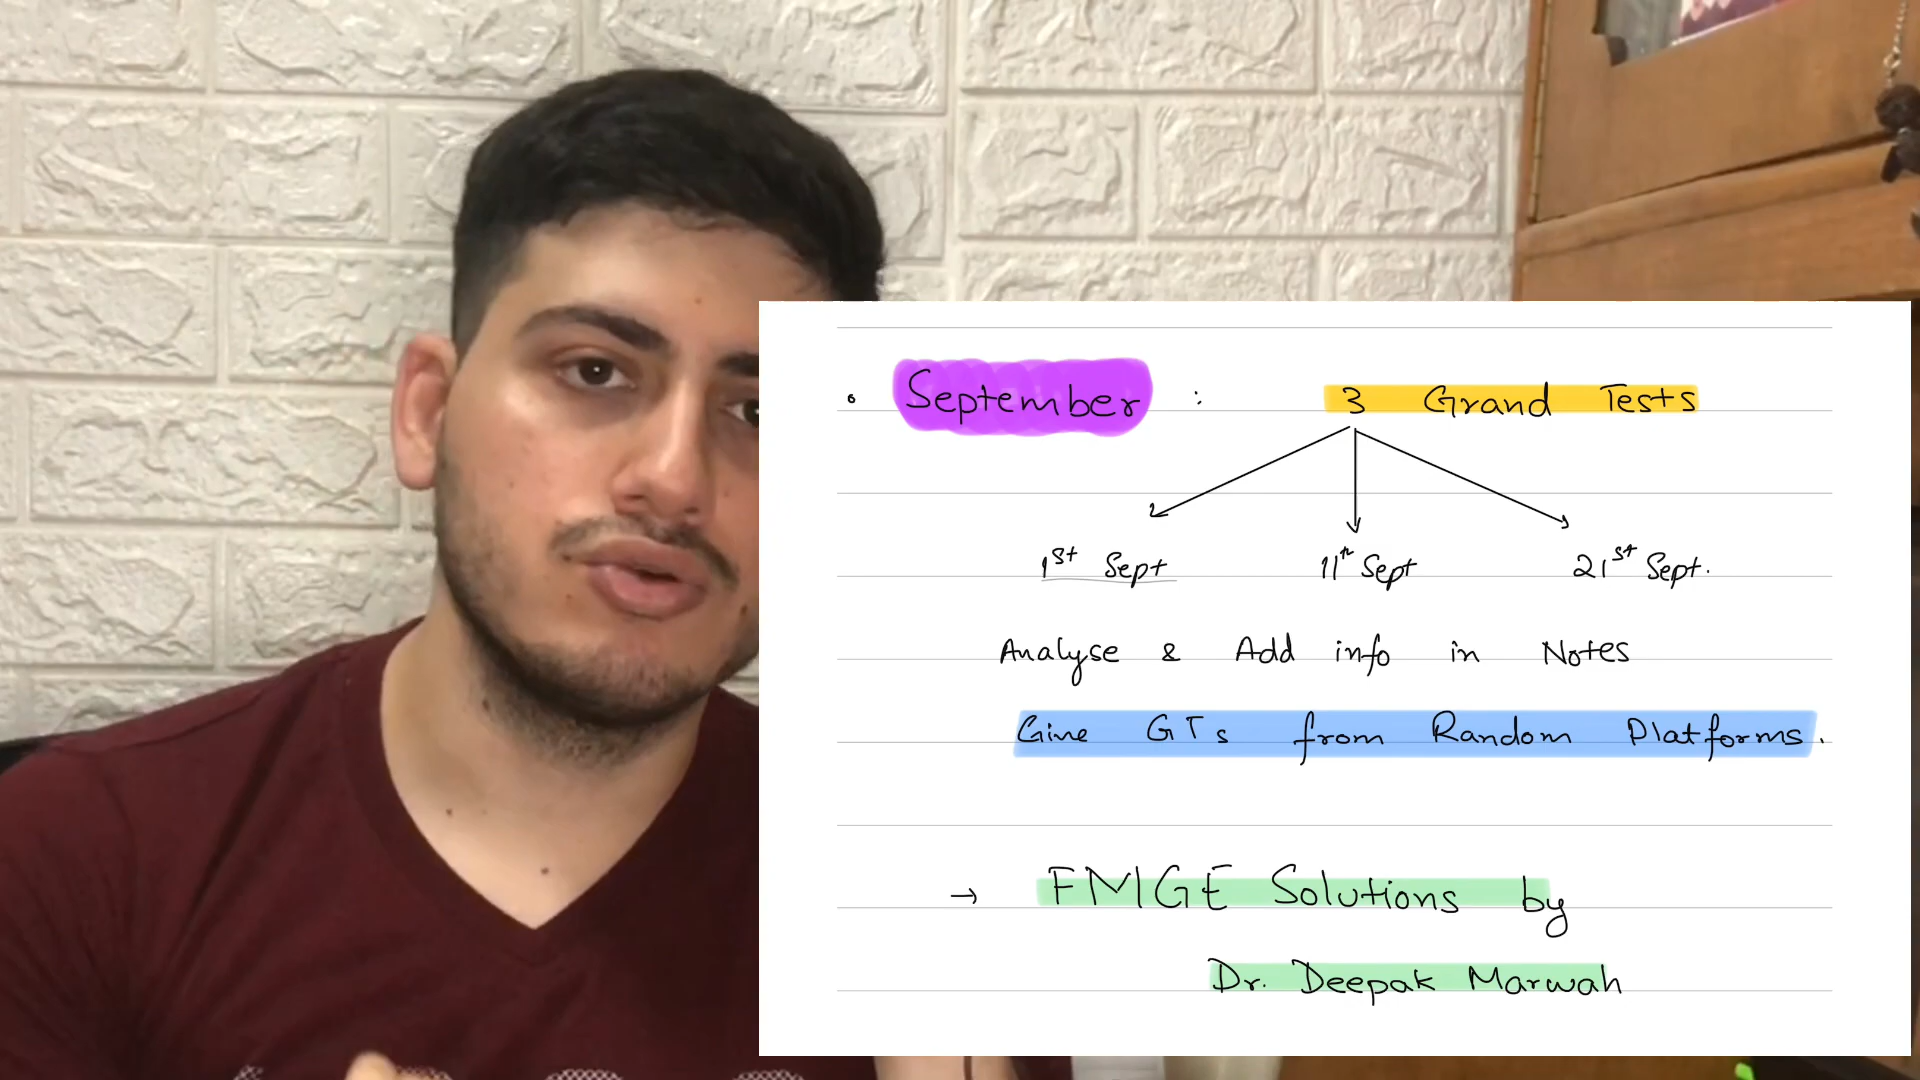 • September : 3 Grand Tests
1st Sept 11th Sept 21st Sept.
Analyse & Add info in Notes
Give GTs from Random Platforms.
→ FMGE Solutions by
Dr. Deepak Marwah